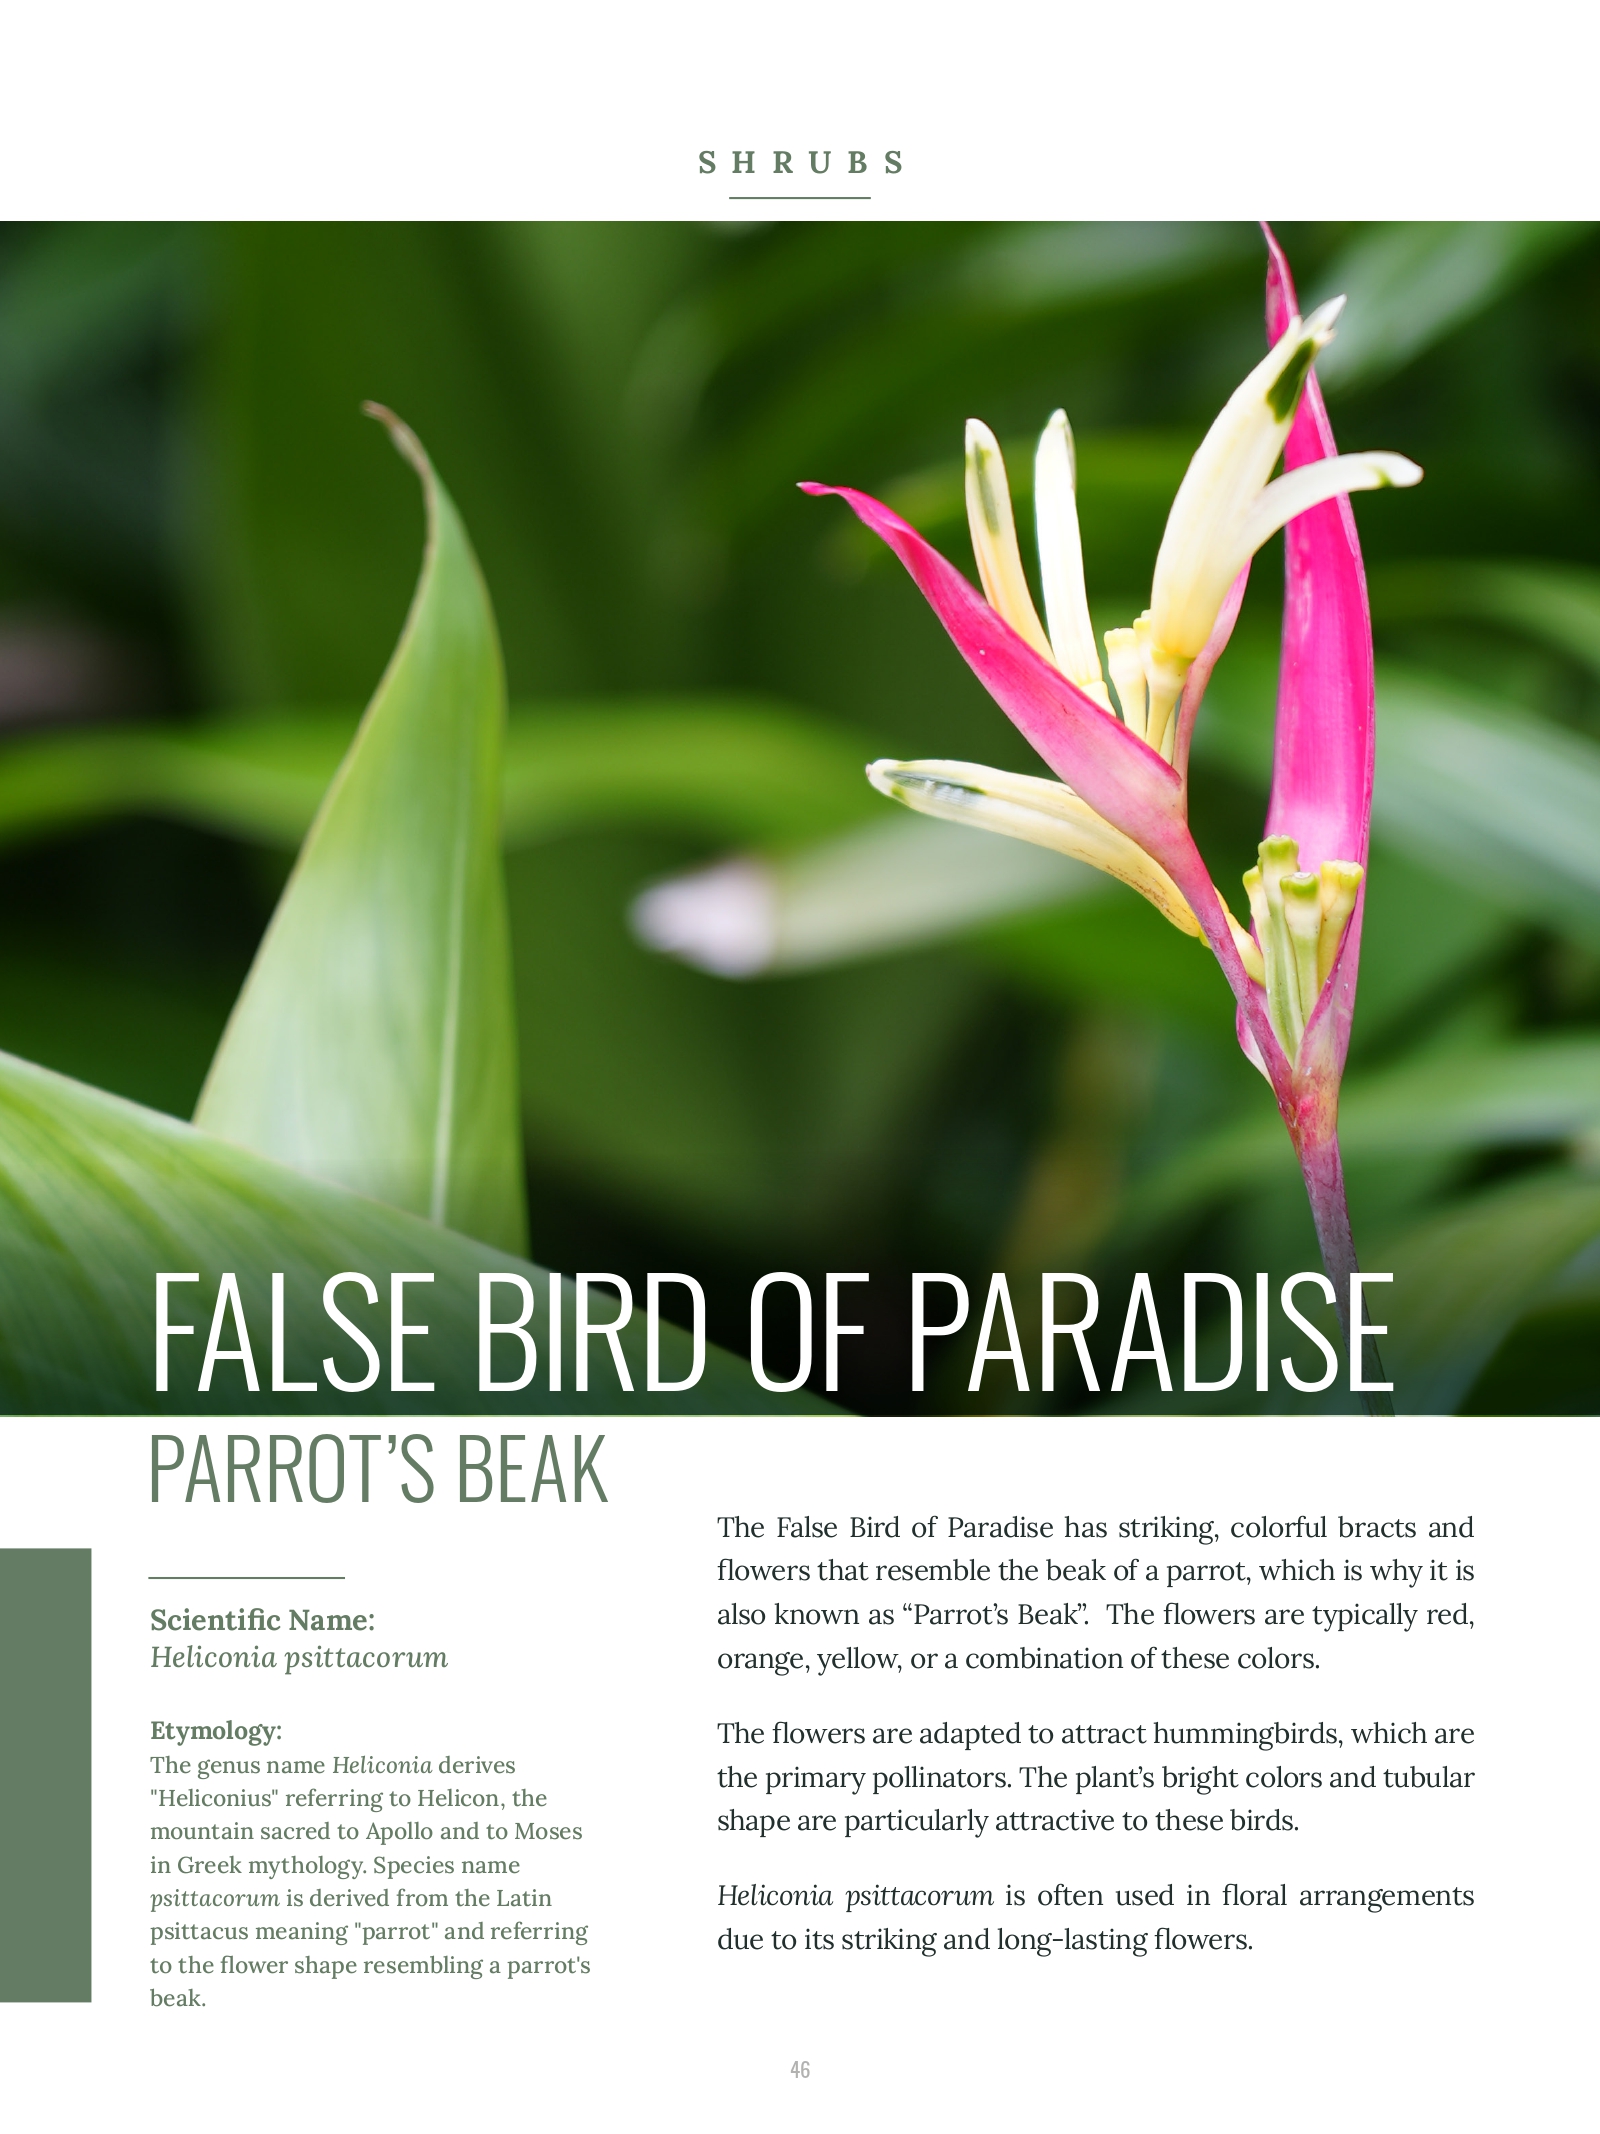 SHRUBS
FALSE BIRD OF PARADISE
PARROT’S BEAK
Scientific Name:
Heliconia psittacorum
Etymology:
The genus name Heliconia derives
"Heliconius" referring to Helicon, the
mountain sacred to Apollo and to Moses
in Greek mythology. Species name
psittacorum is derived from the Latin
psittacus meaning "parrot" and referring
to the flower shape resembling a parrot's
beak.
The False Bird of Paradise has striking, colorful bracts and
flowers that resemble the beak of a parrot, which is why it is
also known as “Parrot’s Beak”.  The flowers are typically red,
orange, yellow, or a combination of these colors.
The flowers are adapted to attract hummingbirds, which are
the primary pollinators. The plant’s bright colors and tubular
shape are particularly attractive to these birds.
Heliconia psittacorum is often used in floral arrangements
due to its striking and long-lasting flowers.
46